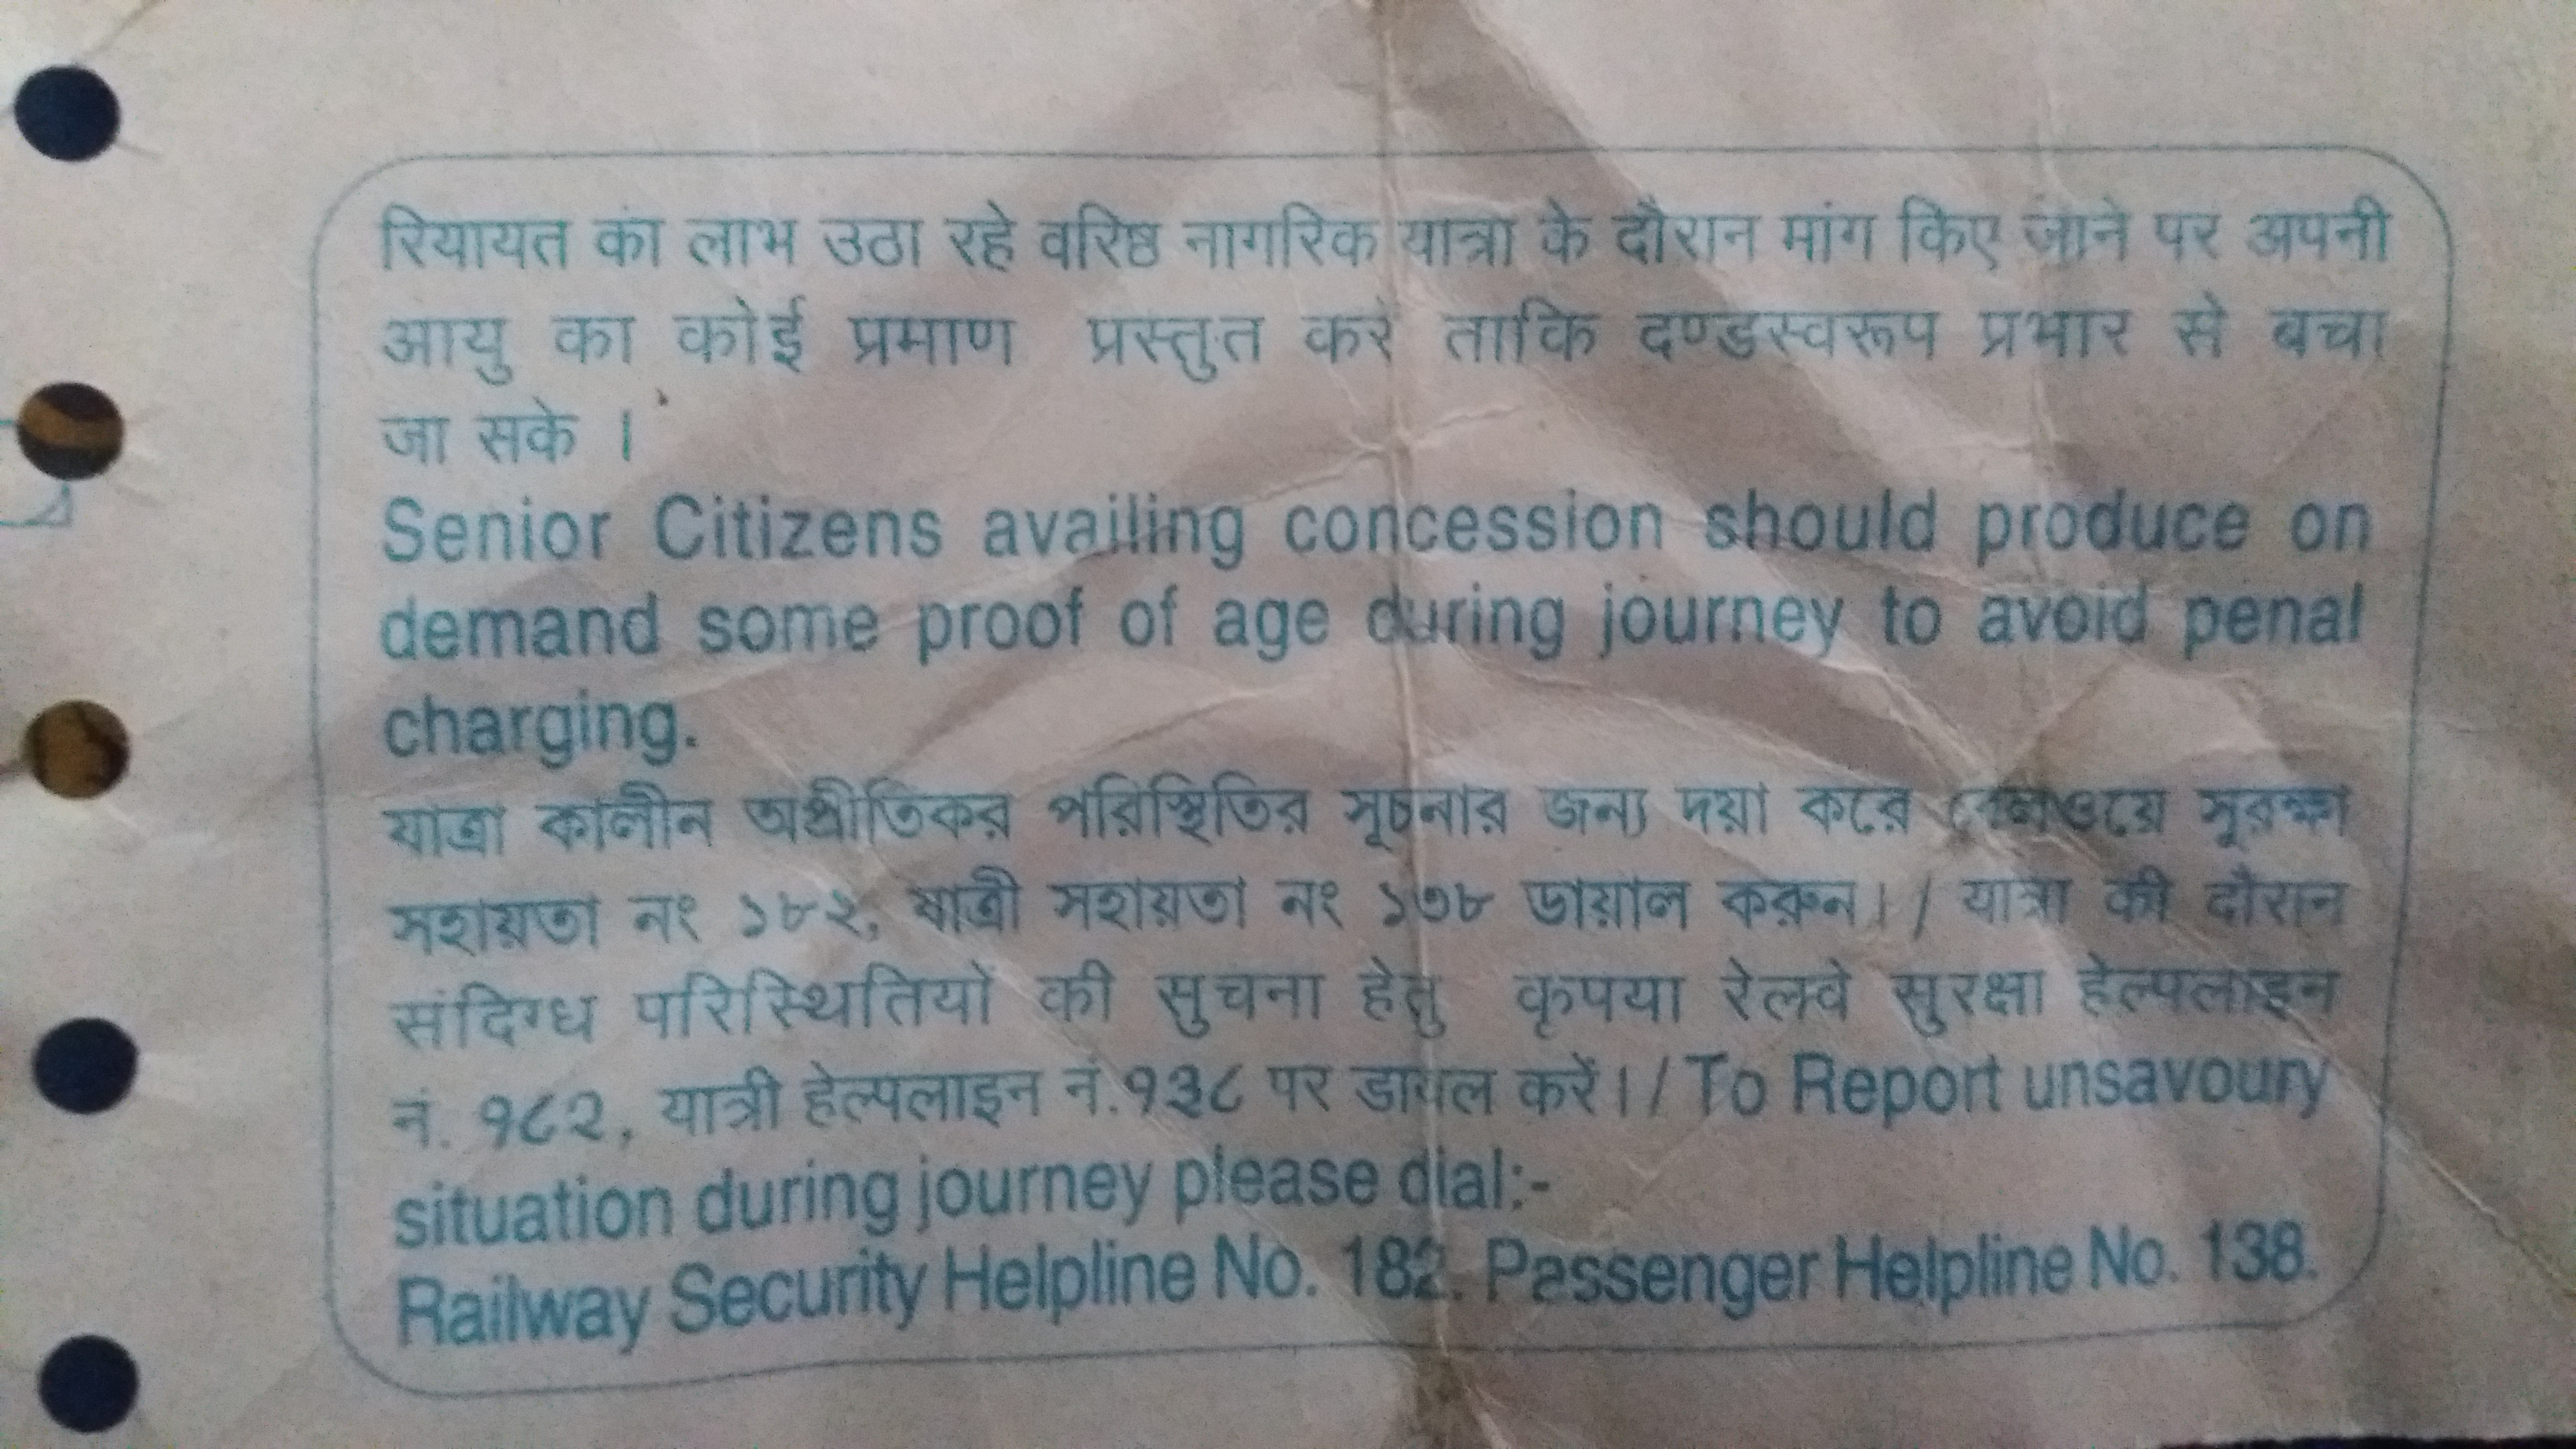 रियायत का लाभ उठा रहे वरिष्ठ नागरिक यात्रा के दौरान मांग किए जाने पर अपनी
आयु का कोई प्रमाण प्रस्तुत करें ताकि दण्डस्वरूप प्रभार से बचा
जा सके ।
Senior Citizens availing concession should produce on
demand some proof of age during journey to avoid penal
charging.
যাত্রা কালীন অপ্রীতিকর পরিস্থিতির সূচনার জন্য দয়া করে রেলওয়ে সুরক্ষা
সহায়তা নং ১৮২, যাত্রী সহায়তা নং ১৩৮ ডায়াল করুন। / यात्रा की दौरान
संदिग्ध परिस्थितियों की सुचना हेतु कृपया रेलवे सुरक्षा हेल्पलाइन
नं. १८२, यात्री हेल्पलाइन नं.१३८ पर डायल करें। / To Report unsavoury
situation during journey please dial:-
Railway Security Helpline No. 182. Passenger Helpline No. 138.